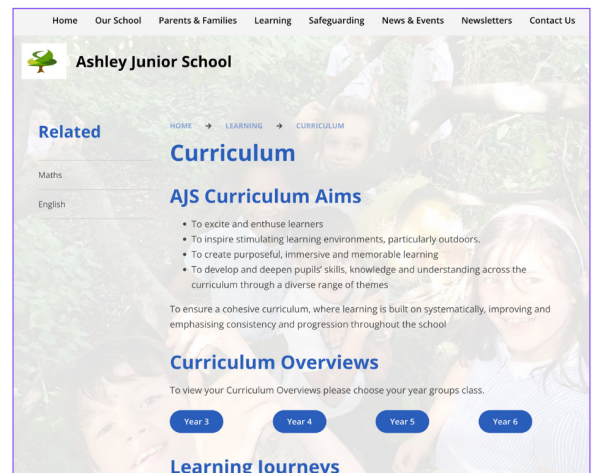 Home Our School Parents & Families Learning Safeguarding News & Events Newsletters Contact Us
Ashley Junior School
Related
Maths
English
HOME → LEARNING → CURRICULUM
Curriculum
AJS Curriculum Aims
• To excite and enthuse learners
• To inspire stimulating learning environments, particularly outdoors.
• To create purposeful, immersive and memorable learning
• To develop and deepen pupils' skills, knowledge and understanding across the
curriculum through a diverse range of themes
To ensure a cohesive curriculum, where learning is built on systematically, improving and
emphasising consistency and progression throughout the school
Curriculum Overviews
To view your Curriculum Overviews please choose your year groups class.
Year 3 Year 4 Year 5 Year 6
Learning Journeys